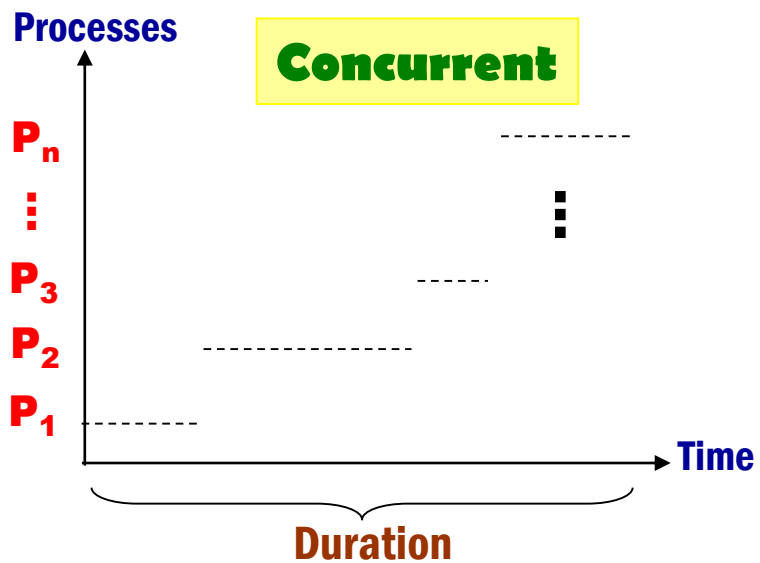 Processes
Concurrent
Pn
⋮
P3
P2
P1
Time
Duration